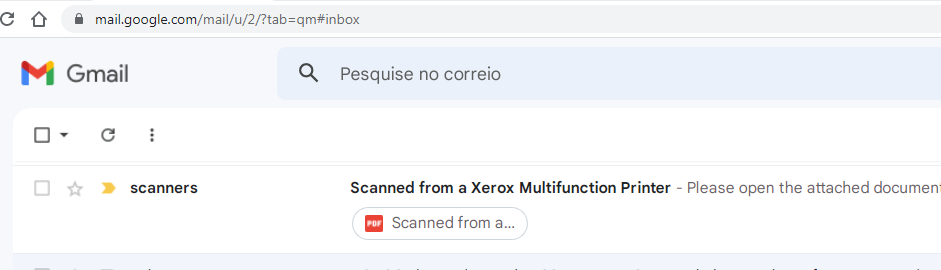 mail.google.com/mail/u/2/?tab=qm#inbox
Gmail
Pesquise no correio
scanners Scanned from a Xerox Multifunction Printer - Please open the attached document
PDF Scanned from a...